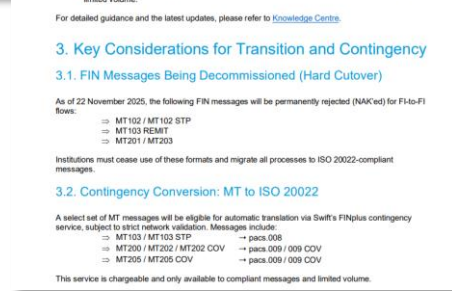 limited volume.
For detailed guidance and the latest updates, please refer to Knowledge Centre.
3. Key Considerations for Transition and Contingency
3.1. FIN Messages Being Decommissioned (Hard Cutover)
As of 22 November 2025, the following FIN messages will be permanently rejected (NAK'ed) for FI-to-FI
flows:
⇒ MT102 / MT102 STP
⇒ MT103 REMIT
⇒ MT201 / MT203
Institutions must cease use of these formats and migrate all processes to ISO 20022-compliant
messages.
3.2. Contingency Conversion: MT to ISO 20022
A select set of MT messages will be eligible for automatic translation via Swift's FINplus contingency
service, subject to strict network validation. Messages include:
⇒ MT103 / MT103 STP → pacs.008
⇒ MT200 / MT202 / MT202 COV → pacs.009 / 009 COV
⇒ MT205 / MT205 COV → pacs.009 / 009 COV
This service is chargeable and only available to compliant messages and limited volume.